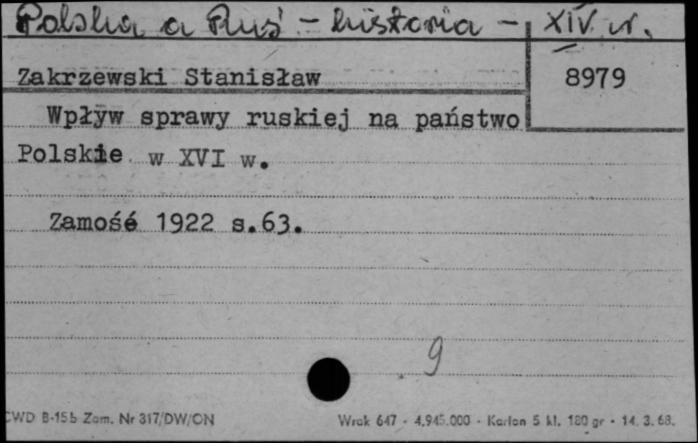 Polska a Ruś - historia - XIV w.
Zakrzewski Stanisław
8979
Wpływ sprawy ruskiej na państwo
Polskie w XVI w.
Zamość 1922 s.63.
9
CWD B-15b Zam. Nr 317/DW/ON Wrak 647 - 4.945.000 - Karton 5 kl. 180 gr - 14. 3. 68.